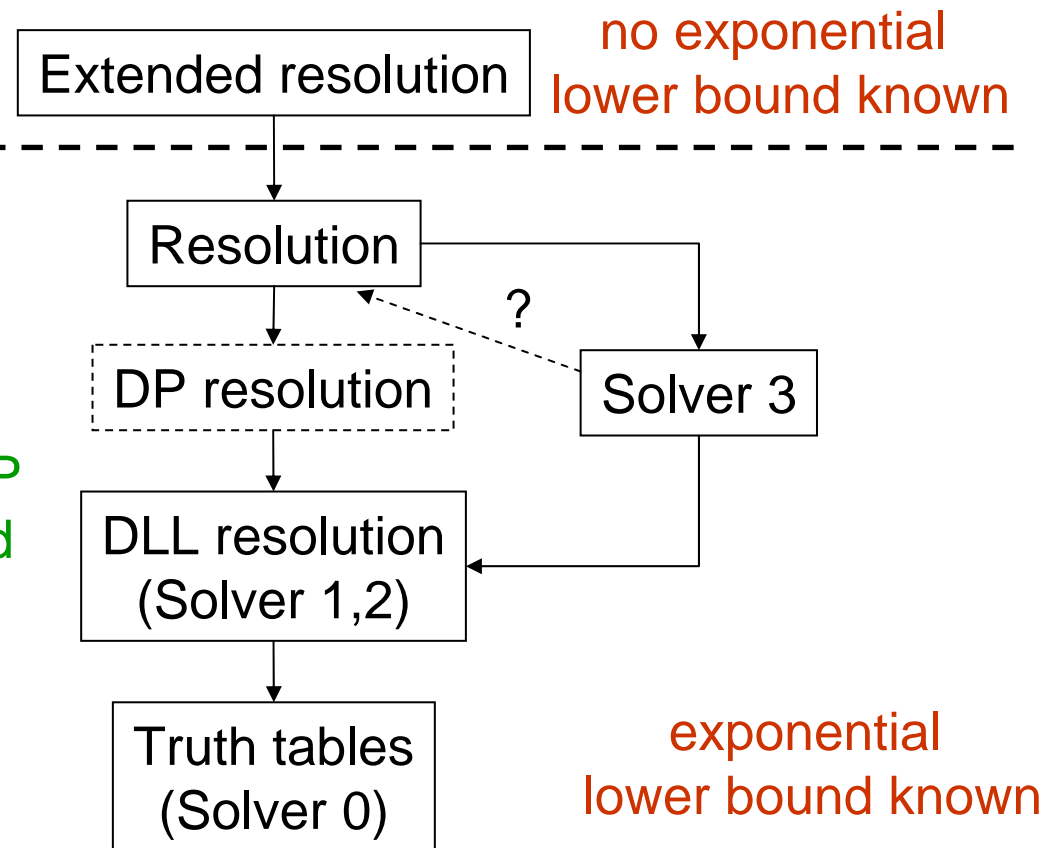 no exponential
lower bound known
Extended resolution
Resolution
?
DP resolution
Solver 3
P
d
DLL resolution
(Solver 1,2)
Truth tables
(Solver 0)
exponential
lower bound known